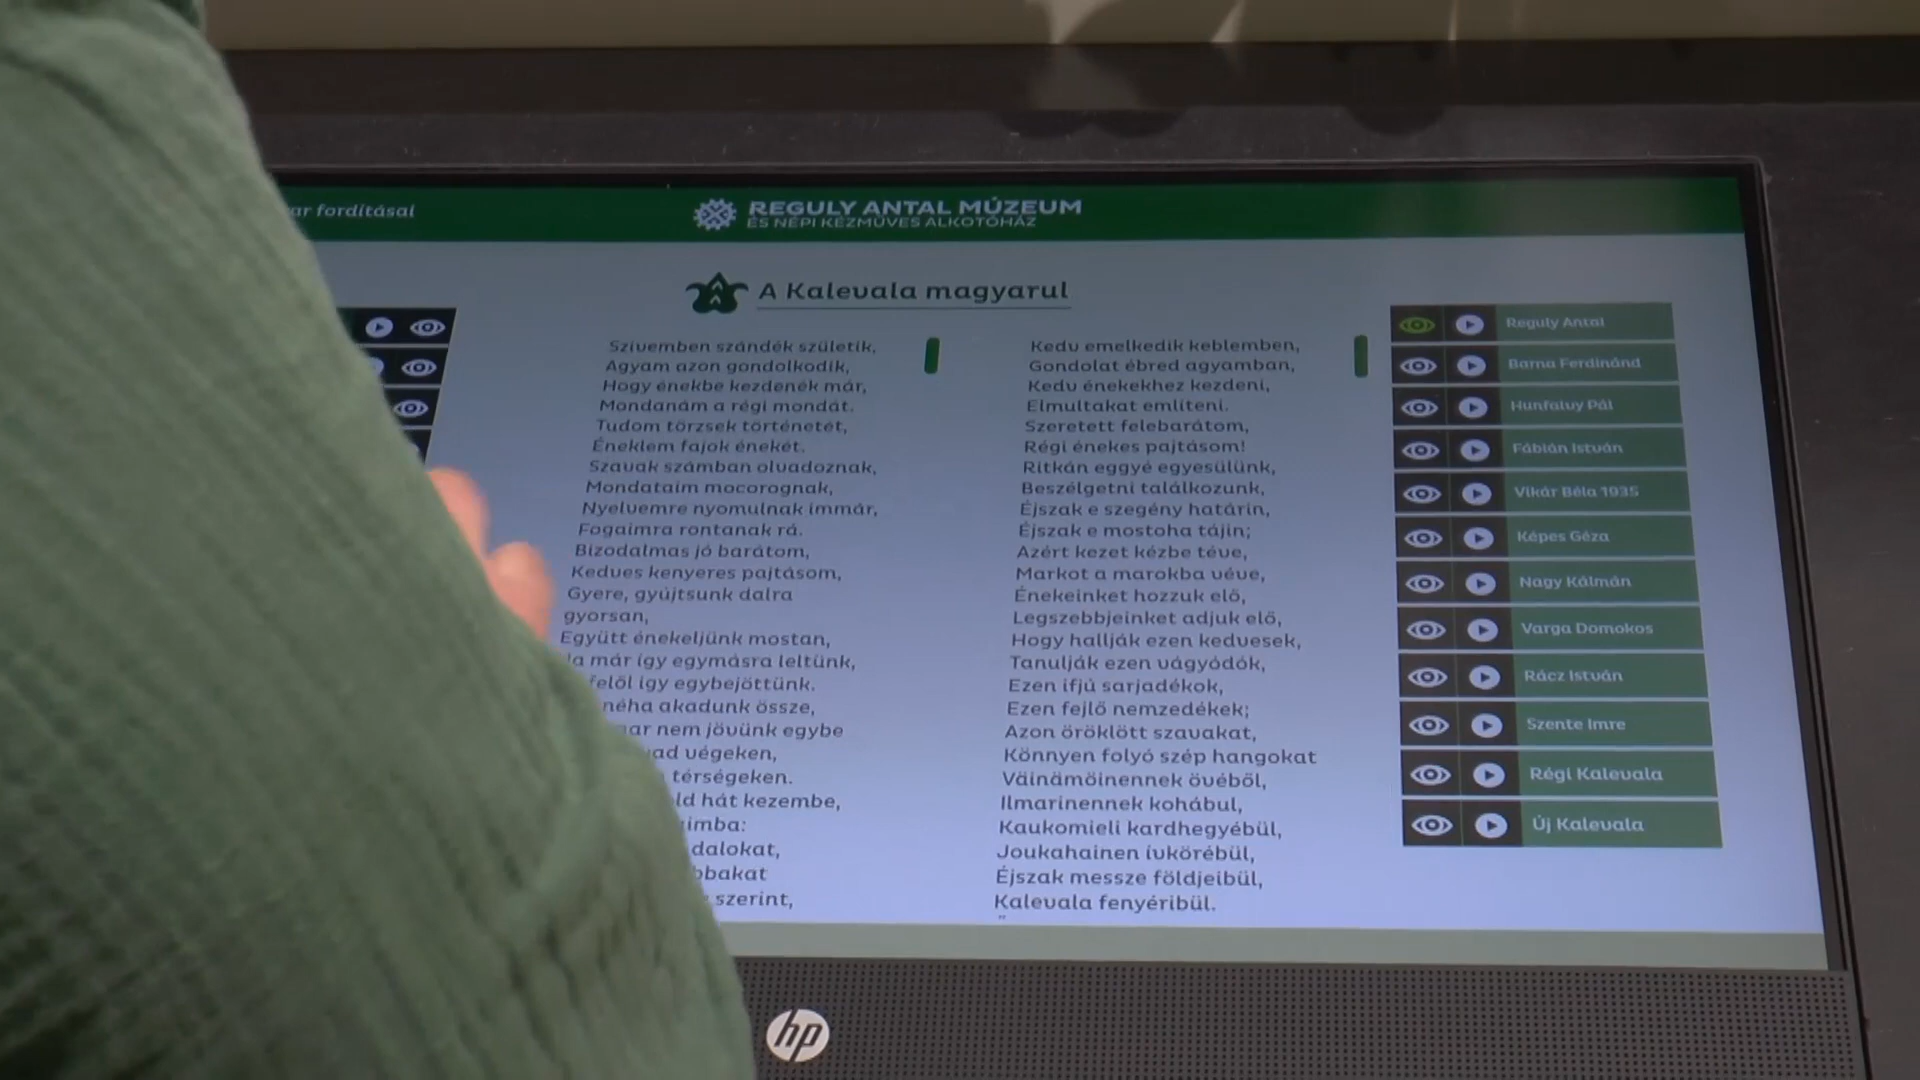 fordításai
REGULY ANTAL MÚZEUM
ÉS NÉPI KÉZMŰVES ALKOTÓHÁZ
A Kalevala magyarul
Szívemben szándék születik,
Agyam azon gondolkodik,
Hogy énekbe kezdenék már,
Mondanám a régi mondát.
Tudom törzsek történetét,
Éneklem fajok énekét.
Szavak számban olvadoznak,
Mondataim mocorognak,
Nyelvemre nyomulnak immár,
Fogaimra rontanak rá.
Bizodalmas jó barátom,
Kedves kenyeres pajtásom,
Gyere, gyújtsunk dalra
gyorsan,
Együtt énekeljünk mostan,
már így egymásra leltünk,
felől így egybejöttünk.
néha akadunk össze,
nem jövünk egybe
végeken,
térségeken.
hát kezembe,
dalokat,
szerint,
Kedv emelkedik keblemben,
Gondolat ébred agyamban,
Kedv énekekhez kezdeni,
Elmultakat említeni.
Szeretett felebarátom,
Régi énekes pajtásom!
Ritkán eggyé egyesülünk,
Beszélgetni találkozunk,
Éjszak e szegény határin,
Éjszak e mostoha tájin;
Azért kezet kézbe téve,
Markot a marokba véve,
Énekeinket hozzuk elő,
Legszebbjeinket adjuk elő,
Hogy hallják ezen kedvesek,
Tanulják ezen vágyódók,
Ezen ifjú sarjadékok,
Ezen fejlő nemzedékek;
Azon öröklött szavakat,
Könnyen folyó szép hangokat
Väinämöinennek övéből,
Ilmarinennek kohábul,
Kaukomieli kardhegyébül,
Joukahainen ívkörébül,
Éjszak messze földjeibül,
Kalevala fenyéribül.
Reguly Antal
Barna Ferdinánd
Hunfalvy Pál
Fábián István
Vikár Béla 1935
Képes Géza
Nagy Kálmán
Varga Domokos
Rácz István
Szente Imre
Régi Kalevala
Új Kalevala
hp